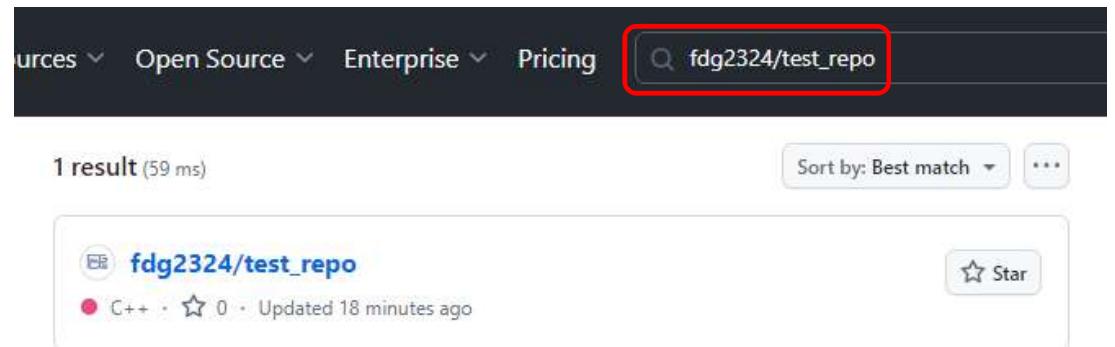 urces Open Source Enterprise Pricing fdg2324/test_repo
1 result (59 ms) Sort by: Best match ...
fdg2324/test_repo
Star
C++ · 0 · Updated 18 minutes ago